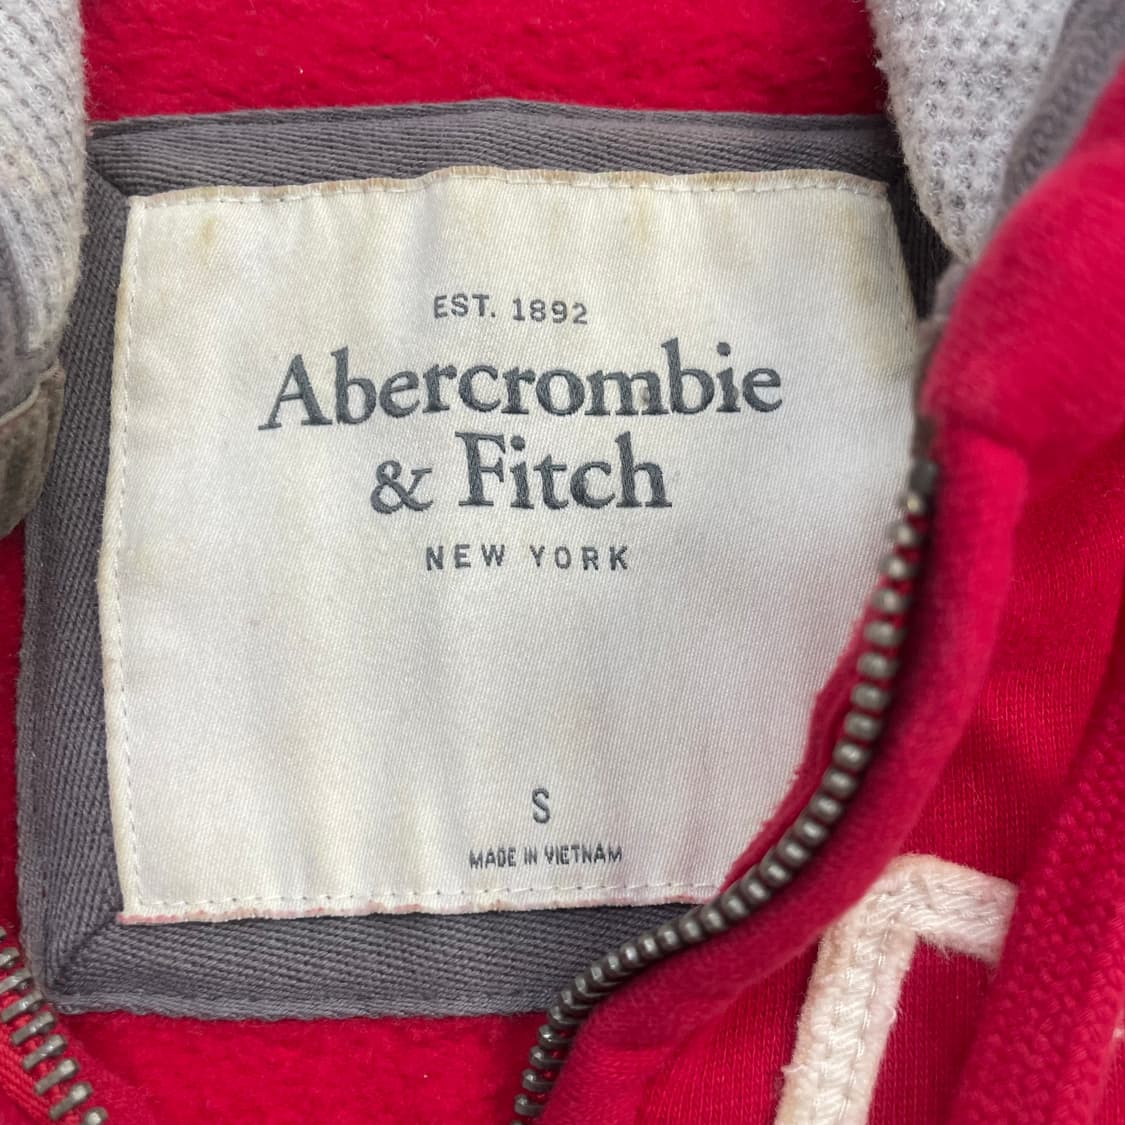 EST. 1892
Abercrombie
& Fitch
NEW YORK
S
MADE IN VIETNAM